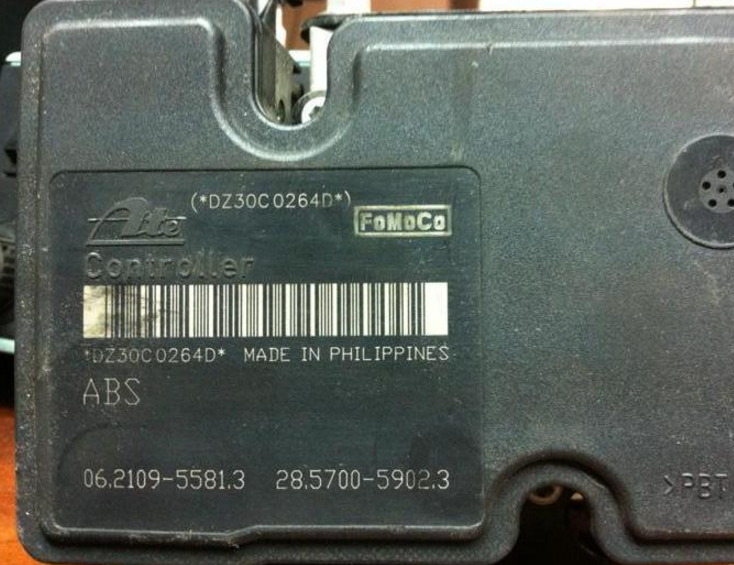 (*DZ30C0264D*)
Ate
FoMoCo
Controller
*DZ30C0264D* MADE IN PHILIPPINES
ABS
06.2109-5581.3 28.5700-5902.3
>PBT